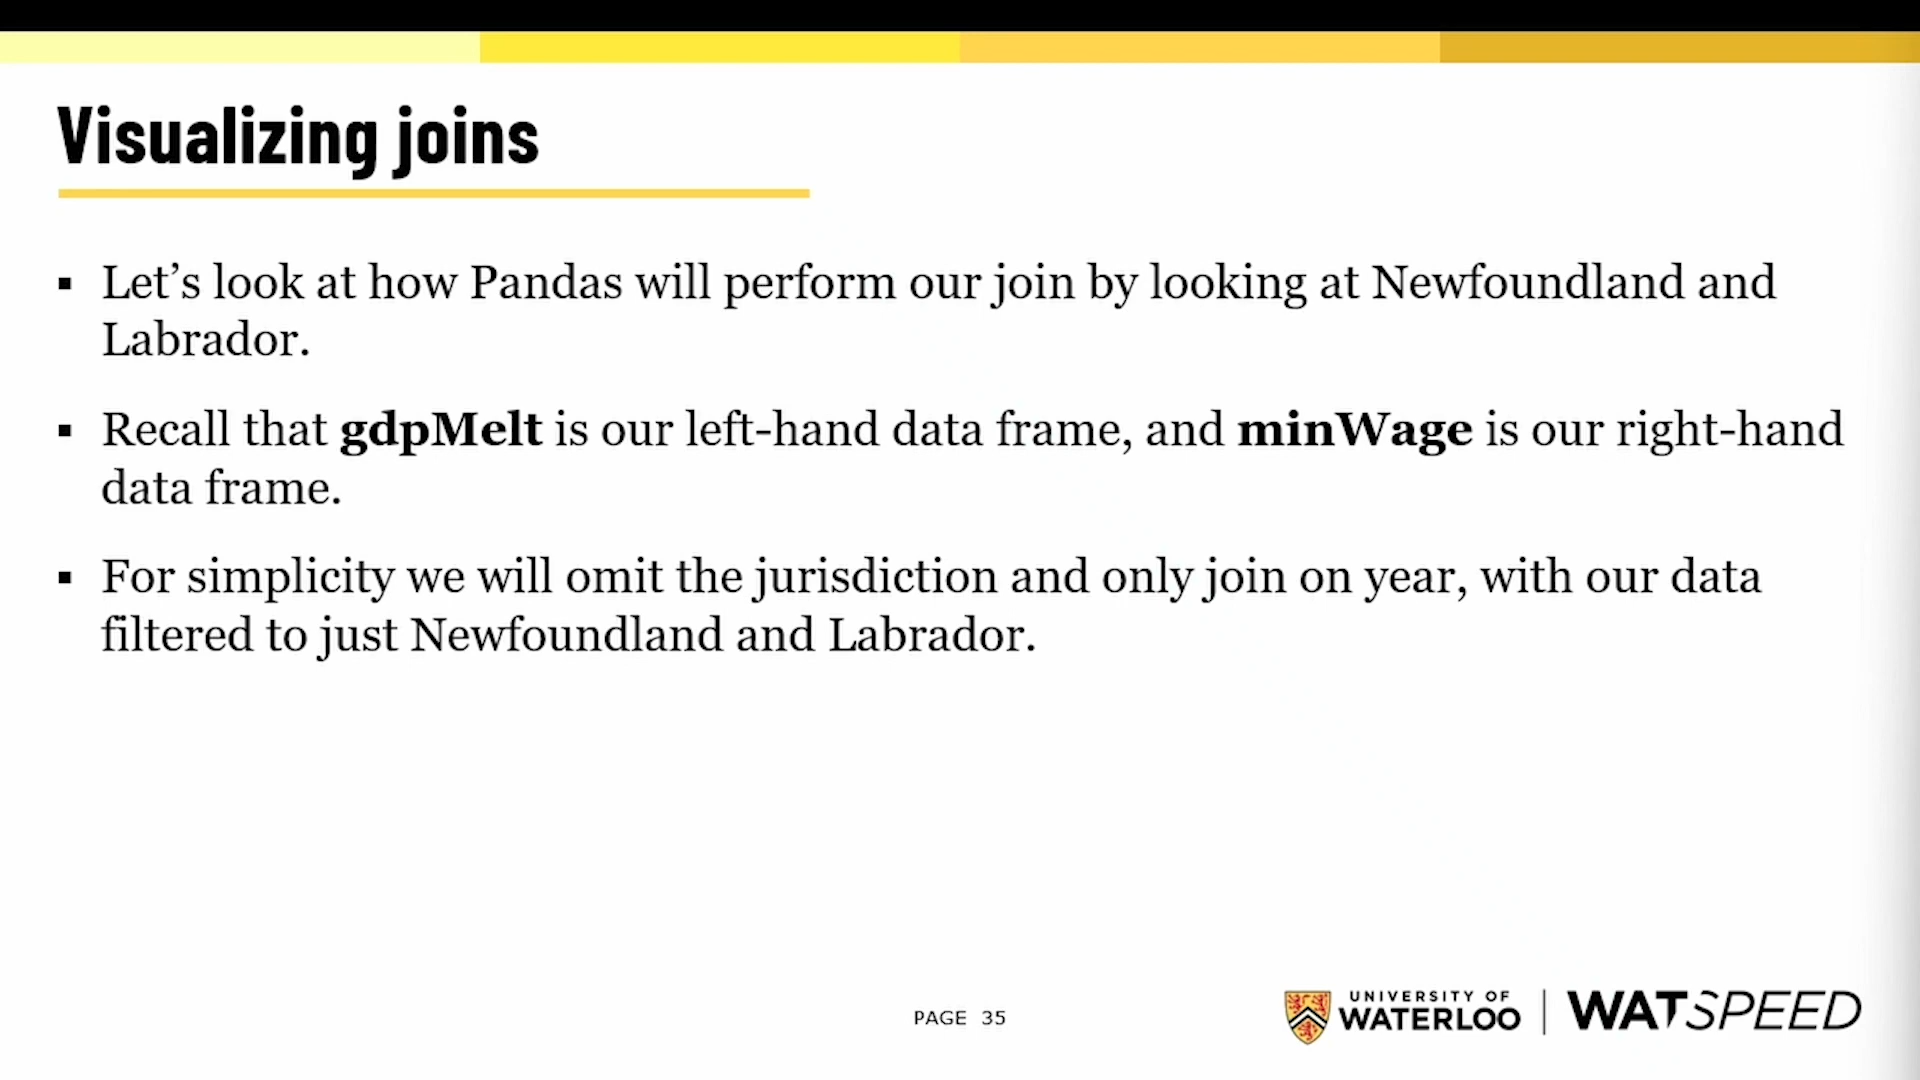 Visualizing joins
▪ Let’s look at how Pandas will perform our join by looking at Newfoundland and
Labrador.
▪ Recall that gdpMelt is our left-hand data frame, and minWage is our right-hand
data frame.
▪ For simplicity we will omit the jurisdiction and only join on year, with our data
filtered to just Newfoundland and Labrador.
PAGE 35
UNIVERSITY OF
WATERLOO
WATSPEED